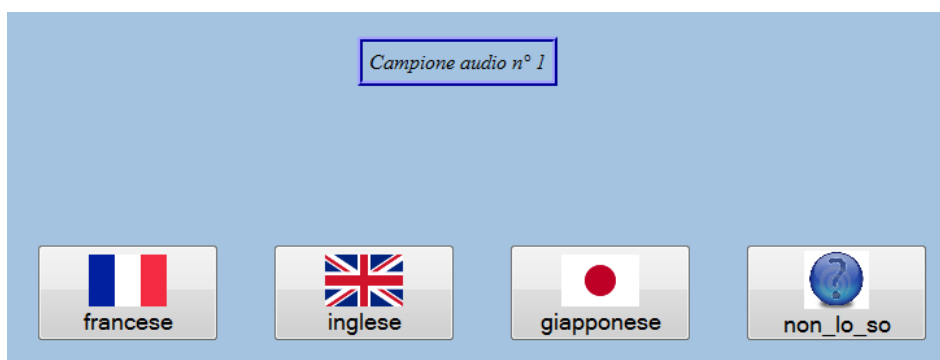 Campione audio n° 1
francese
inglese
giapponese
non_lo_so